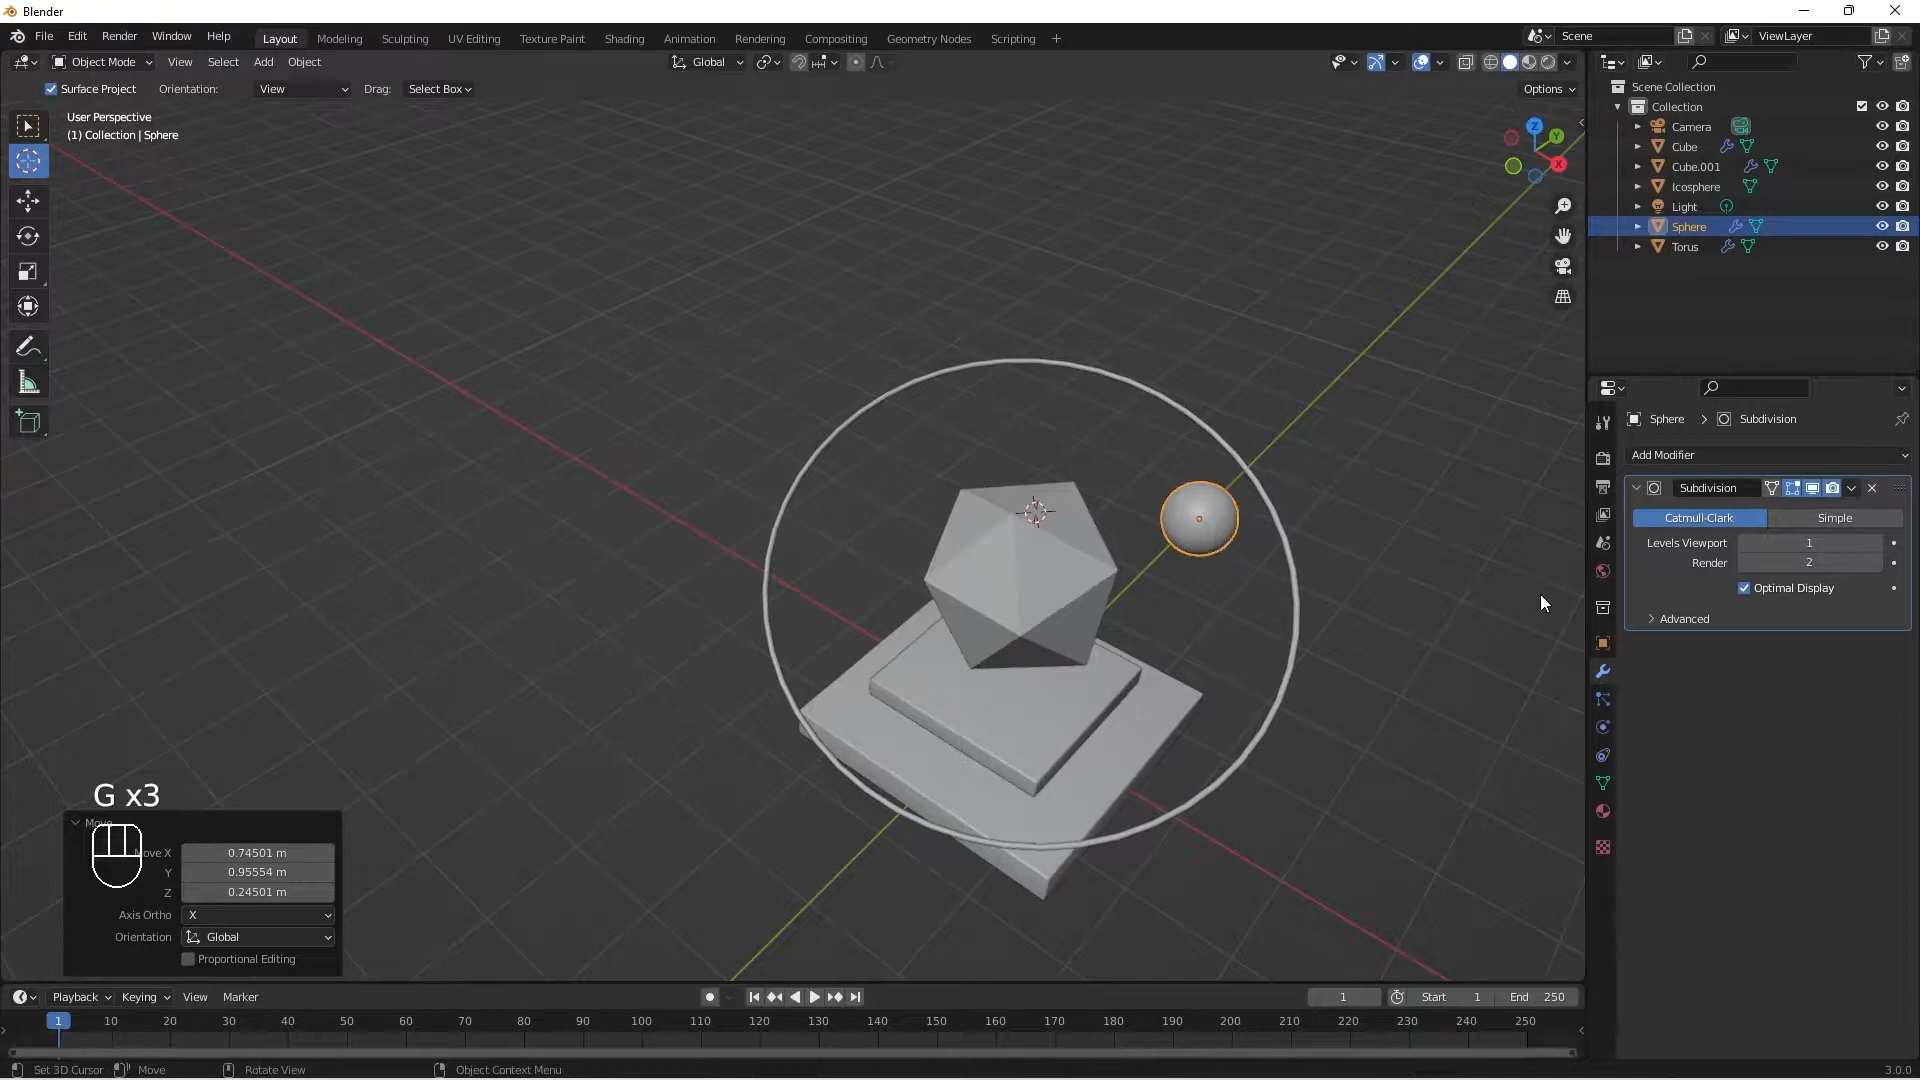 Blender
File Edit Render Window Help
Layout Modeling Sculpting UV Editing Texture Paint Shading Animation Rendering Compositing Geometry Nodes Scripting +
Scene
ViewLayer
Object Mode View Select Add Object
Global
Surface Project Orientation: View Drag: Select Box
Options
User Perspective
(1) Collection | Sphere
Z
Y
X
Scene Collection
Collection
Camera
Cube
Cube.001
Icosphere
Light
Sphere
Torus
Sphere > Subdivision
Add Modifier
Subdivision
Catmull-Clark Simple
Levels Viewport 1
Render 2
Optimal Display
Advanced
G x3
Move
Move X 0.74501 m
Y 0.95554 m
Z 0.24501 m
Axis Ortho X
Orientation Global
Proportional Editing
Playback Keying View Marker
1 Start 1 End 250
1 10 20 30 40 50 60 70 80 90 100 110 120 130 140 150 160 170 180 190 200 210 220 230 240 250
Set 3D Cursor Move Rotate View Object Context Menu
3.0.0